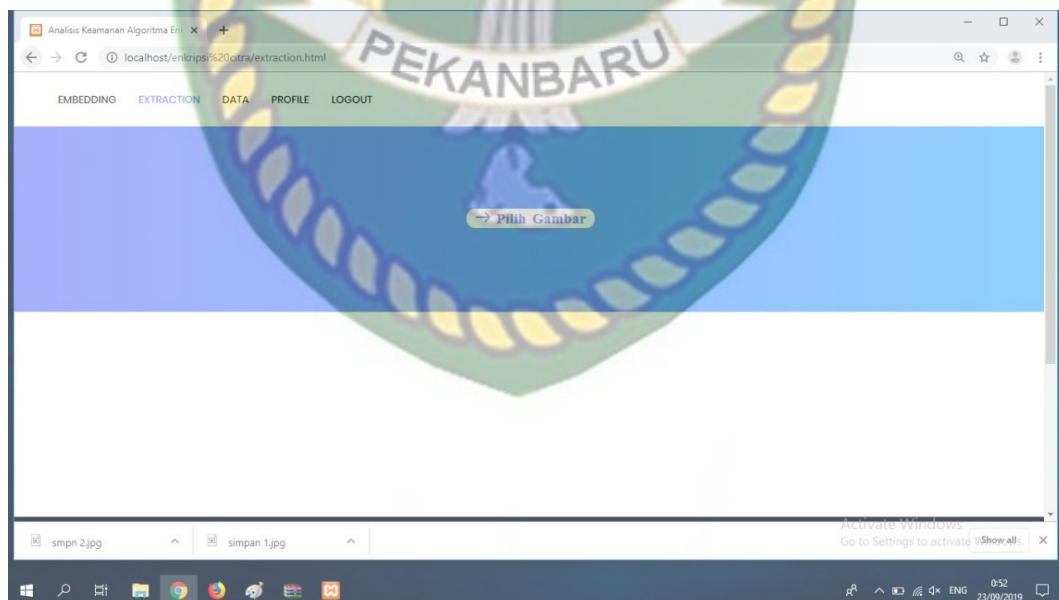 Analisis Keamanan Algoritma En
localhost/enkripsi%20citra/extraction.html
PEKANBARU
EMBEDDING EXTRACTION DATA PROFILE LOGOUT
→ Pilih Gambar
Activate Windows
Go to Settings to activate Windows.
smpn 2.jpg
simpan 1.jpg
Show all
ENG
0:52
23/09/2019